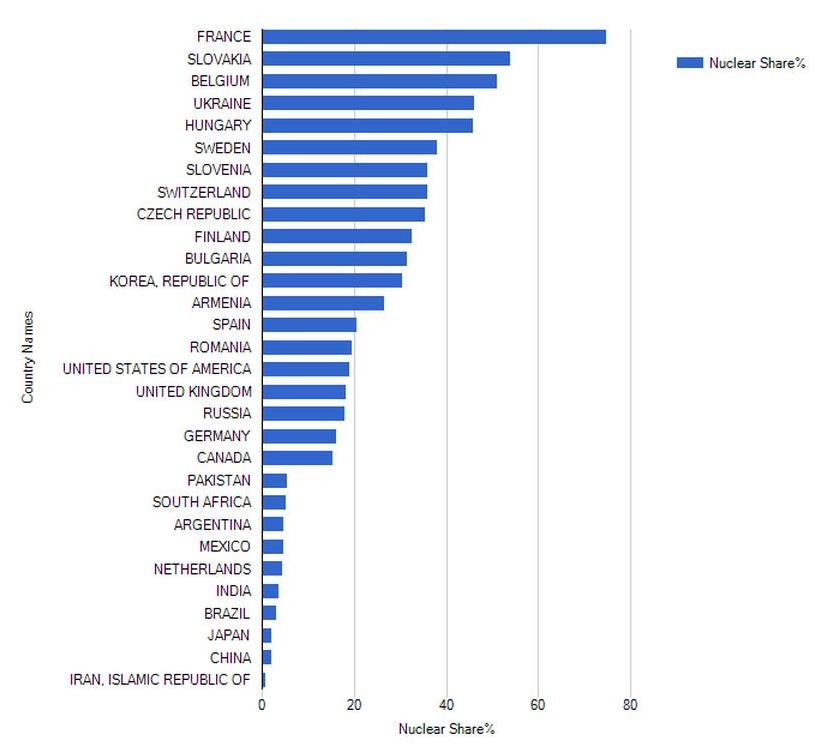 FRANCE
Nuclear Share%
SLOVAKIA
BELGIUM
UKRAINE
HUNGARY
SWEDEN
SLOVENIA
SWITZERLAND
CZECH REPUBLIC
FINLAND
BULGARIA
KOREA, REPUBLIC OF
ARMENIA
SPAIN
ROMANIA
Country Names
UNITED STATES OF AMERICA
UNITED KINGDOM
RUSSIA
GERMANY
CANADA
PAKISTAN
SOUTH AFRICA
ARGENTINA
MEXICO
NETHERLANDS
INDIA
BRAZIL
JAPAN
CHINA
IRAN, ISLAMIC REPUBLIC OF
0 20 40 60 80
Nuclear Share%